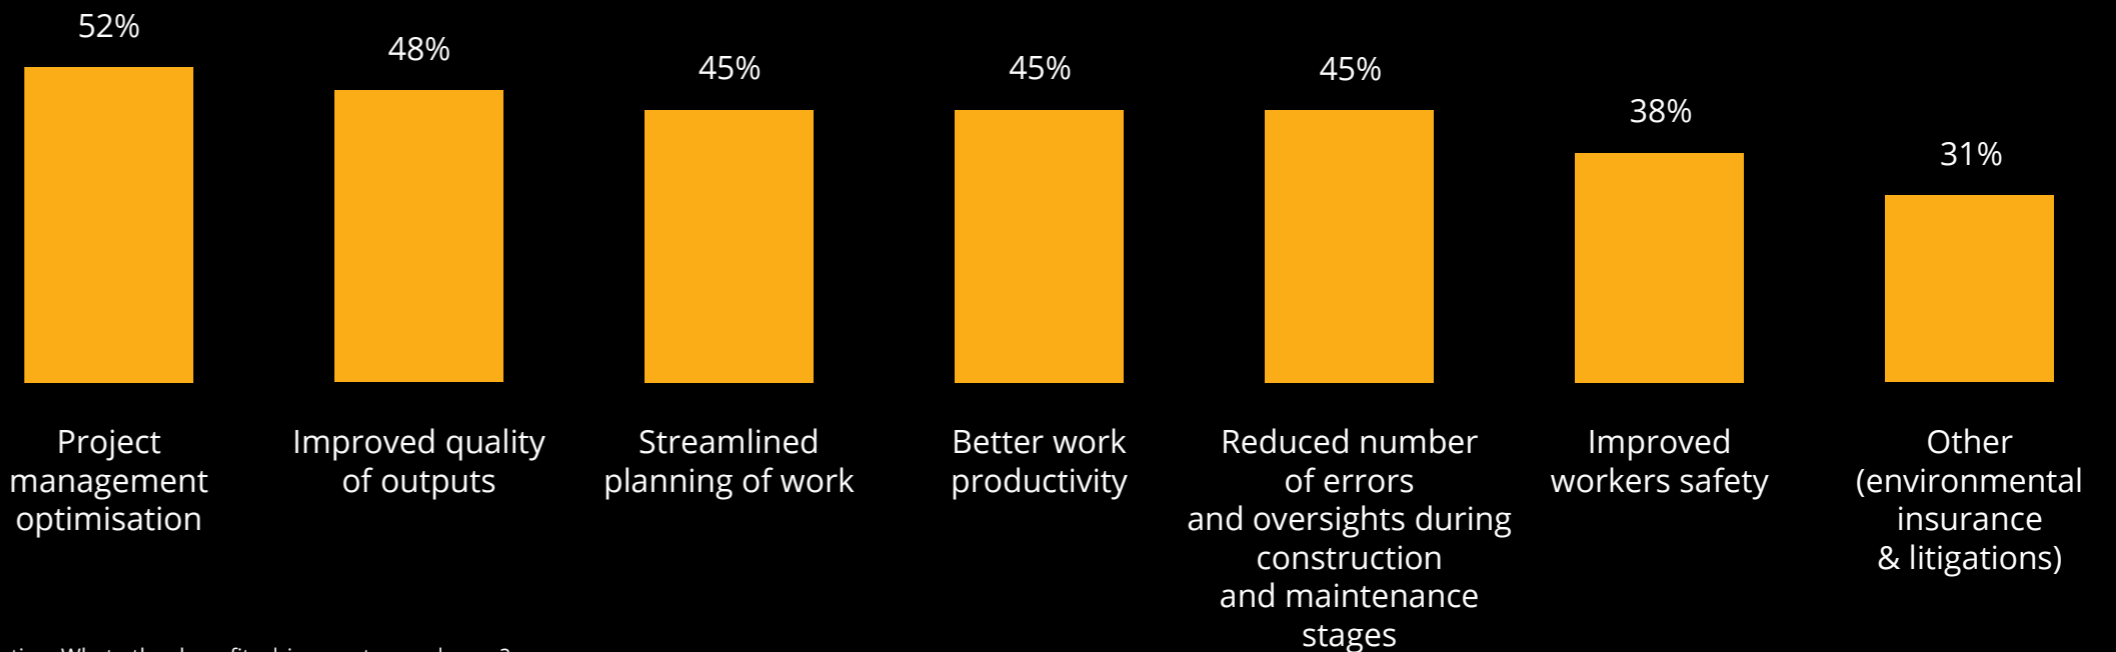 52%
48%
45%
45%
45%
38%
31%
Project
management
optimisation
Improved quality
of outputs
Streamlined
planning of work
Better work
productivity
Reduced number
of errors
and oversights during
construction
and maintenance
stages
Improved
workers safety
Other
(environmental
insurance
& litigations)